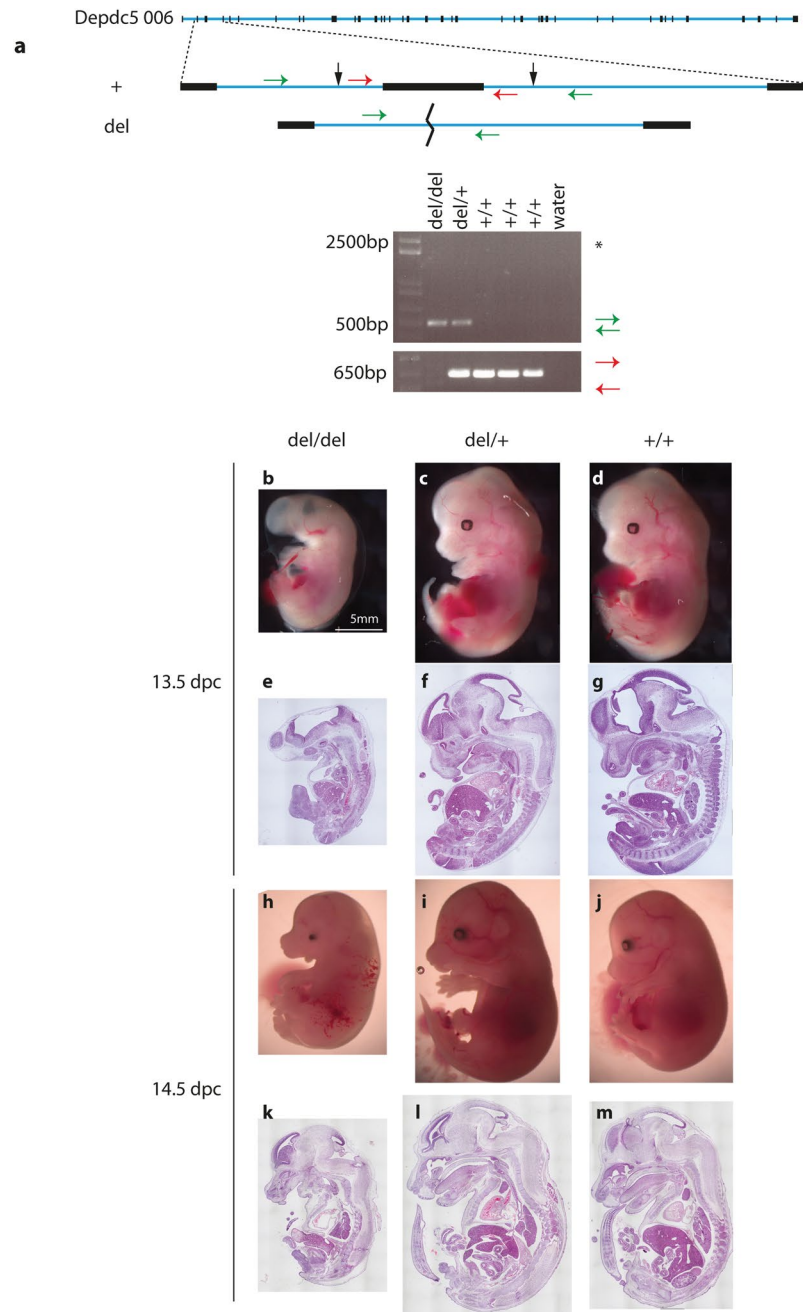 Depdc5 006
a
+
del
del/del
del/+
+/+
+/+
+/+
water
2500bp
*
500bp
650bp
del/del
del/+
+/+
b
c
d
5mm
13.5 dpc
e
f
g
h
i
j
14.5 dpc
k
l
m